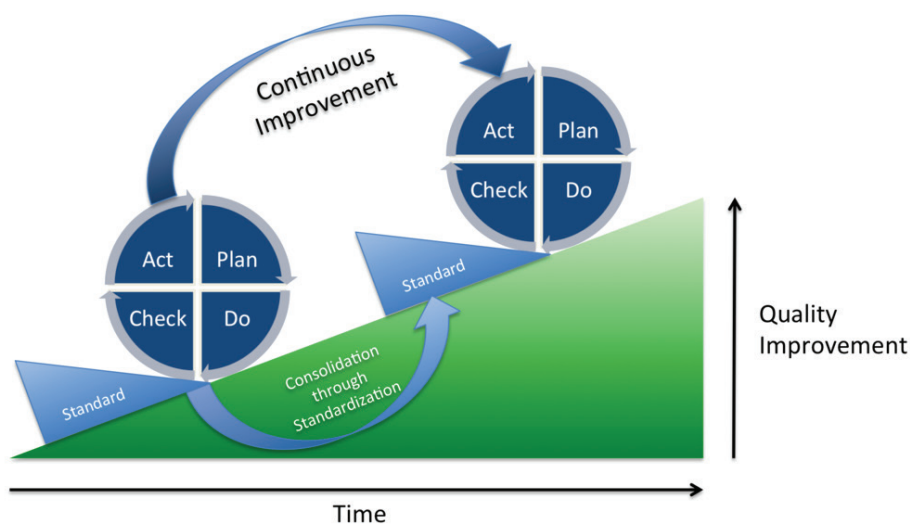 Continuous
Improvement
Act
Plan
Check
Do
Standard
Act
Plan
Check
Do
Standard
Consolidation
through
Standardization
Quality
Improvement
Time